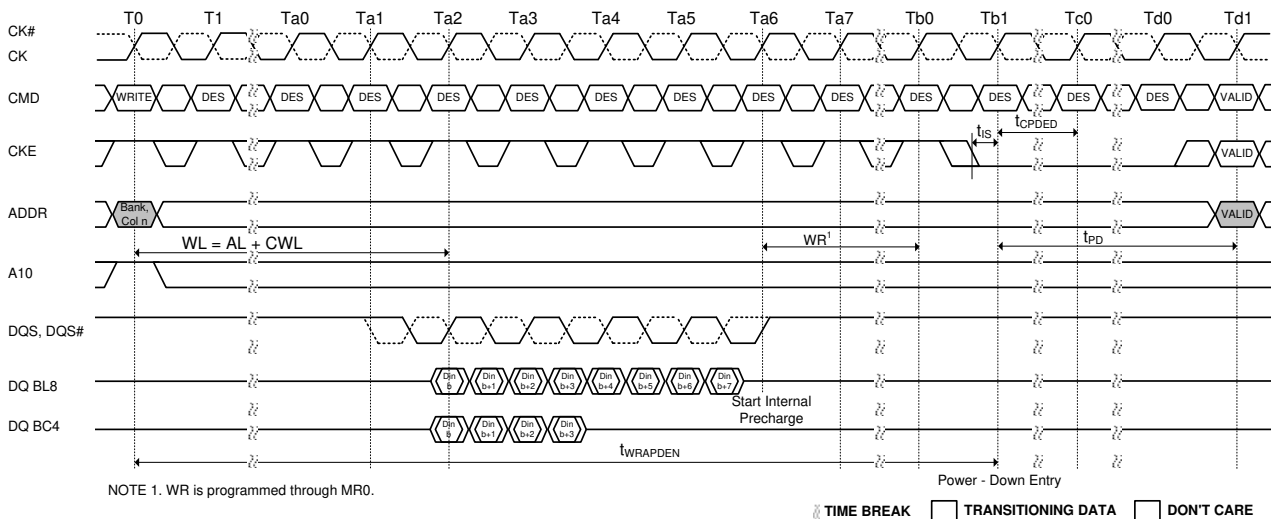 T0 T1 Ta0 Ta1 Ta2 Ta3 Ta4 Ta5 Ta6 Ta7 Tb0 Tb1 Tc0 Td0 Td1
CK#
CK
CMD WRITE DES DES DES DES DES DES DES DES DES DES DES DES DES VALID
tIS tCPDED
CKE VALID
ADDR Bank, Col n VALID
WL = AL + CWL WR1 tPD
A10
DQS, DQS#
DQ BL8 Din b Din b+1 Din b+2 Din b+3 Din b+4 Din b+5 Din b+6 Din b+7
Start Internal
Precharge
DQ BC4 Din b Din b+1 Din b+2 Din b+3
tWRAPDEN
NOTE 1. WR is programmed through MR0.
Power - Down Entry
TIME BREAK TRANSITIONING DATA DON'T CARE